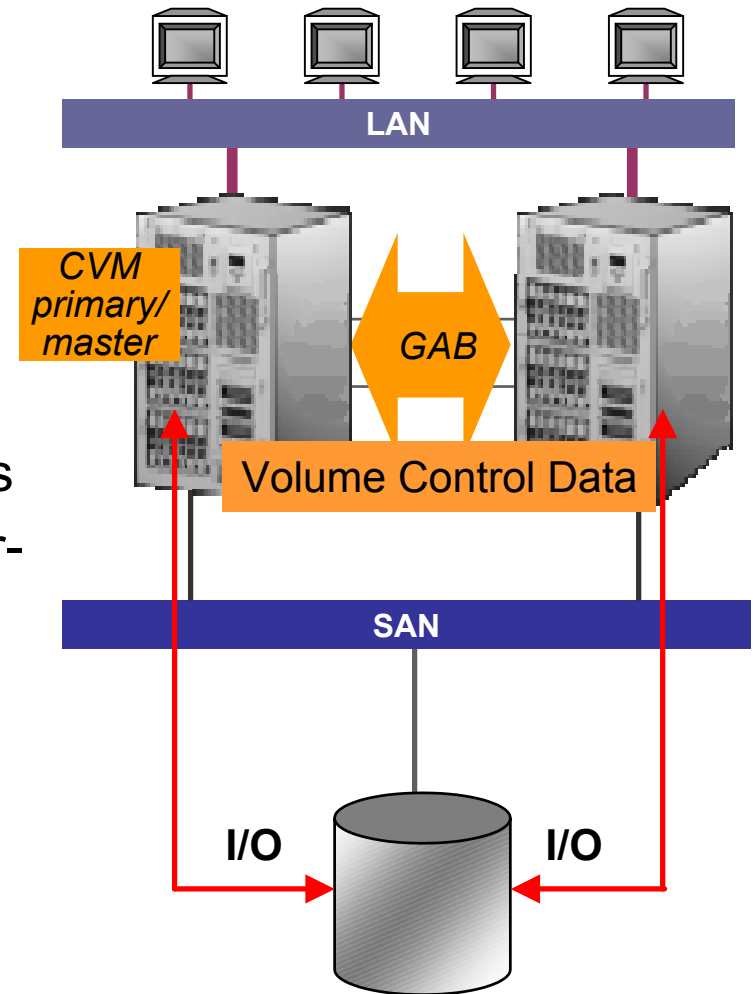 LAN
CVM
primary/
master
GAB
s
r-
Volume Control Data
SAN
I/O
I/O